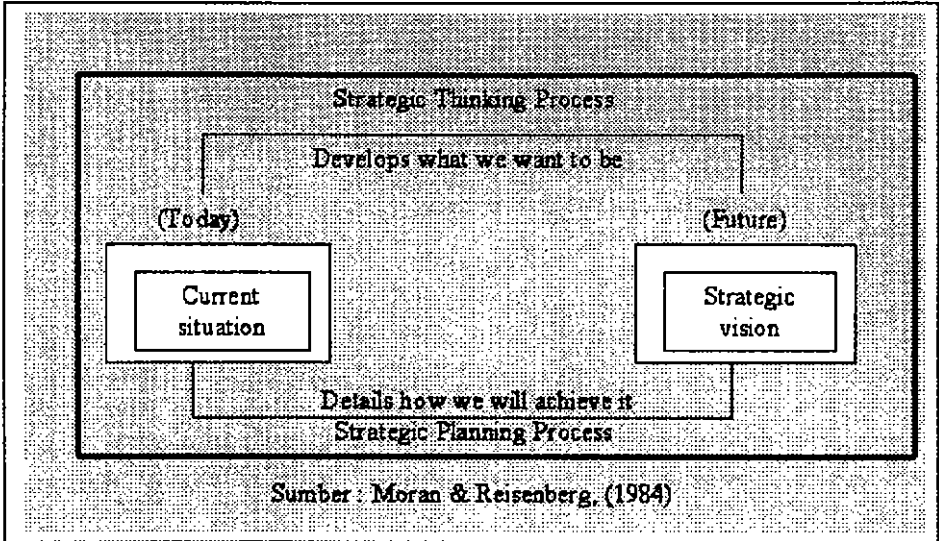 Strategic Thinking Process
Develops what we want to be
(Today)
(Future)
Current
situation
Strategic
vision
Details how we will achieve it
Strategic Planning Process
Sumber : Moran & Reisenberg, (1984)